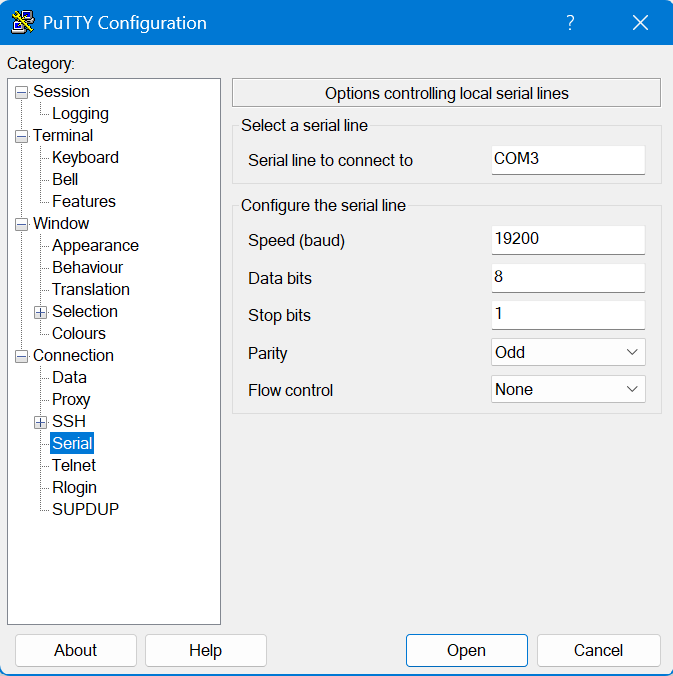 PuTTY Configuration
?
Category:
Session
Logging
Terminal
Keyboard
Bell
Features
Window
Appearance
Behaviour
Translation
Selection
Colours
Connection
Data
Proxy
SSH
Serial
Telnet
Rlogin
SUPDUP
Options controlling local serial lines
Select a serial line
Serial line to connect to COM3
Configure the serial line
Speed (baud) 19200
Data bits 8
Stop bits 1
Parity Odd
Flow control None
About Help Open Cancel